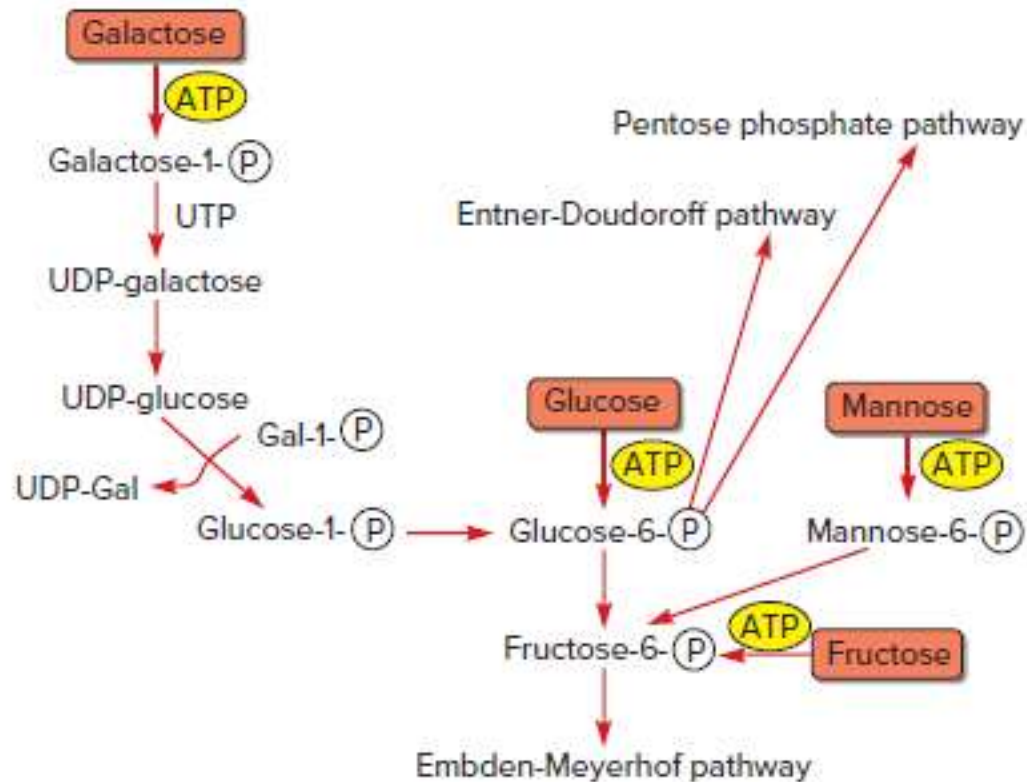 Galactose
ATP
Galactose-1-P
UTP
UDP-galactose
UDP-glucose
Gal-1-P
UDP-Gal
Glucose-1-P
Pentose phosphate pathway
Entner-Doudoroff pathway
Glucose
ATP
Glucose-6-P
Mannose
ATP
Mannose-6-P
Fructose-6-P
ATP
Fructose
Embden-Meyerhof pathway